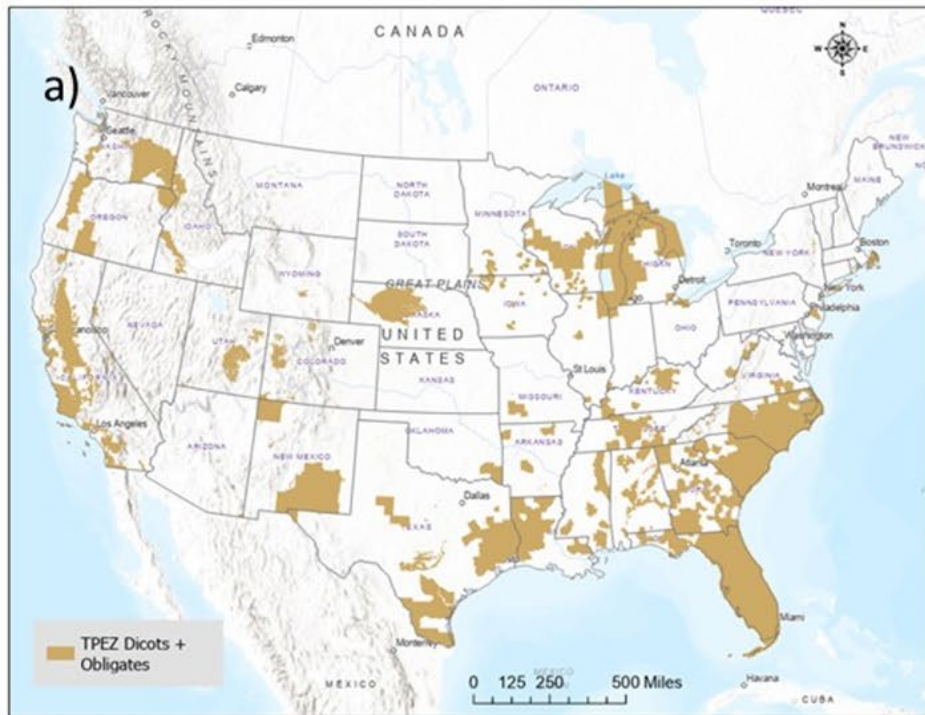 a)
CANADA
QUEBEC
N
W E
S
Edmonton
Calgary
ROCKY MOUNTAINS
ONTARIO
Vancouver
Seattle
NEW
BRUNSWICK
MAINE
Montreal
MONTANA
NORTH
DAKOTA
MINNESOTA
Lake
OREGON
IDAHO
SOUTH
DAKOTA
Toronto
NEW YORK
Boston
WYOMING
GREAT PLAINS
IOWA
Detroit
New York
PENNSYLVANIA
Philadelphia
NEVADA
UTAH
Denver
COLORADO
UNITED
STATES
OHIO
Washington
KANSAS
St Louis
MISSOURI
KENTUCKY
VIRGINIA
Los Angeles
ARIZONA
NEW MEXICO
OKLAHOMA
ARKANSAS
Atlanta
Dallas
Miami
Monterrey
MEXICO
Havana
CUBA
TPEZ Dicots +
Obligates
0 125 250 500 Miles